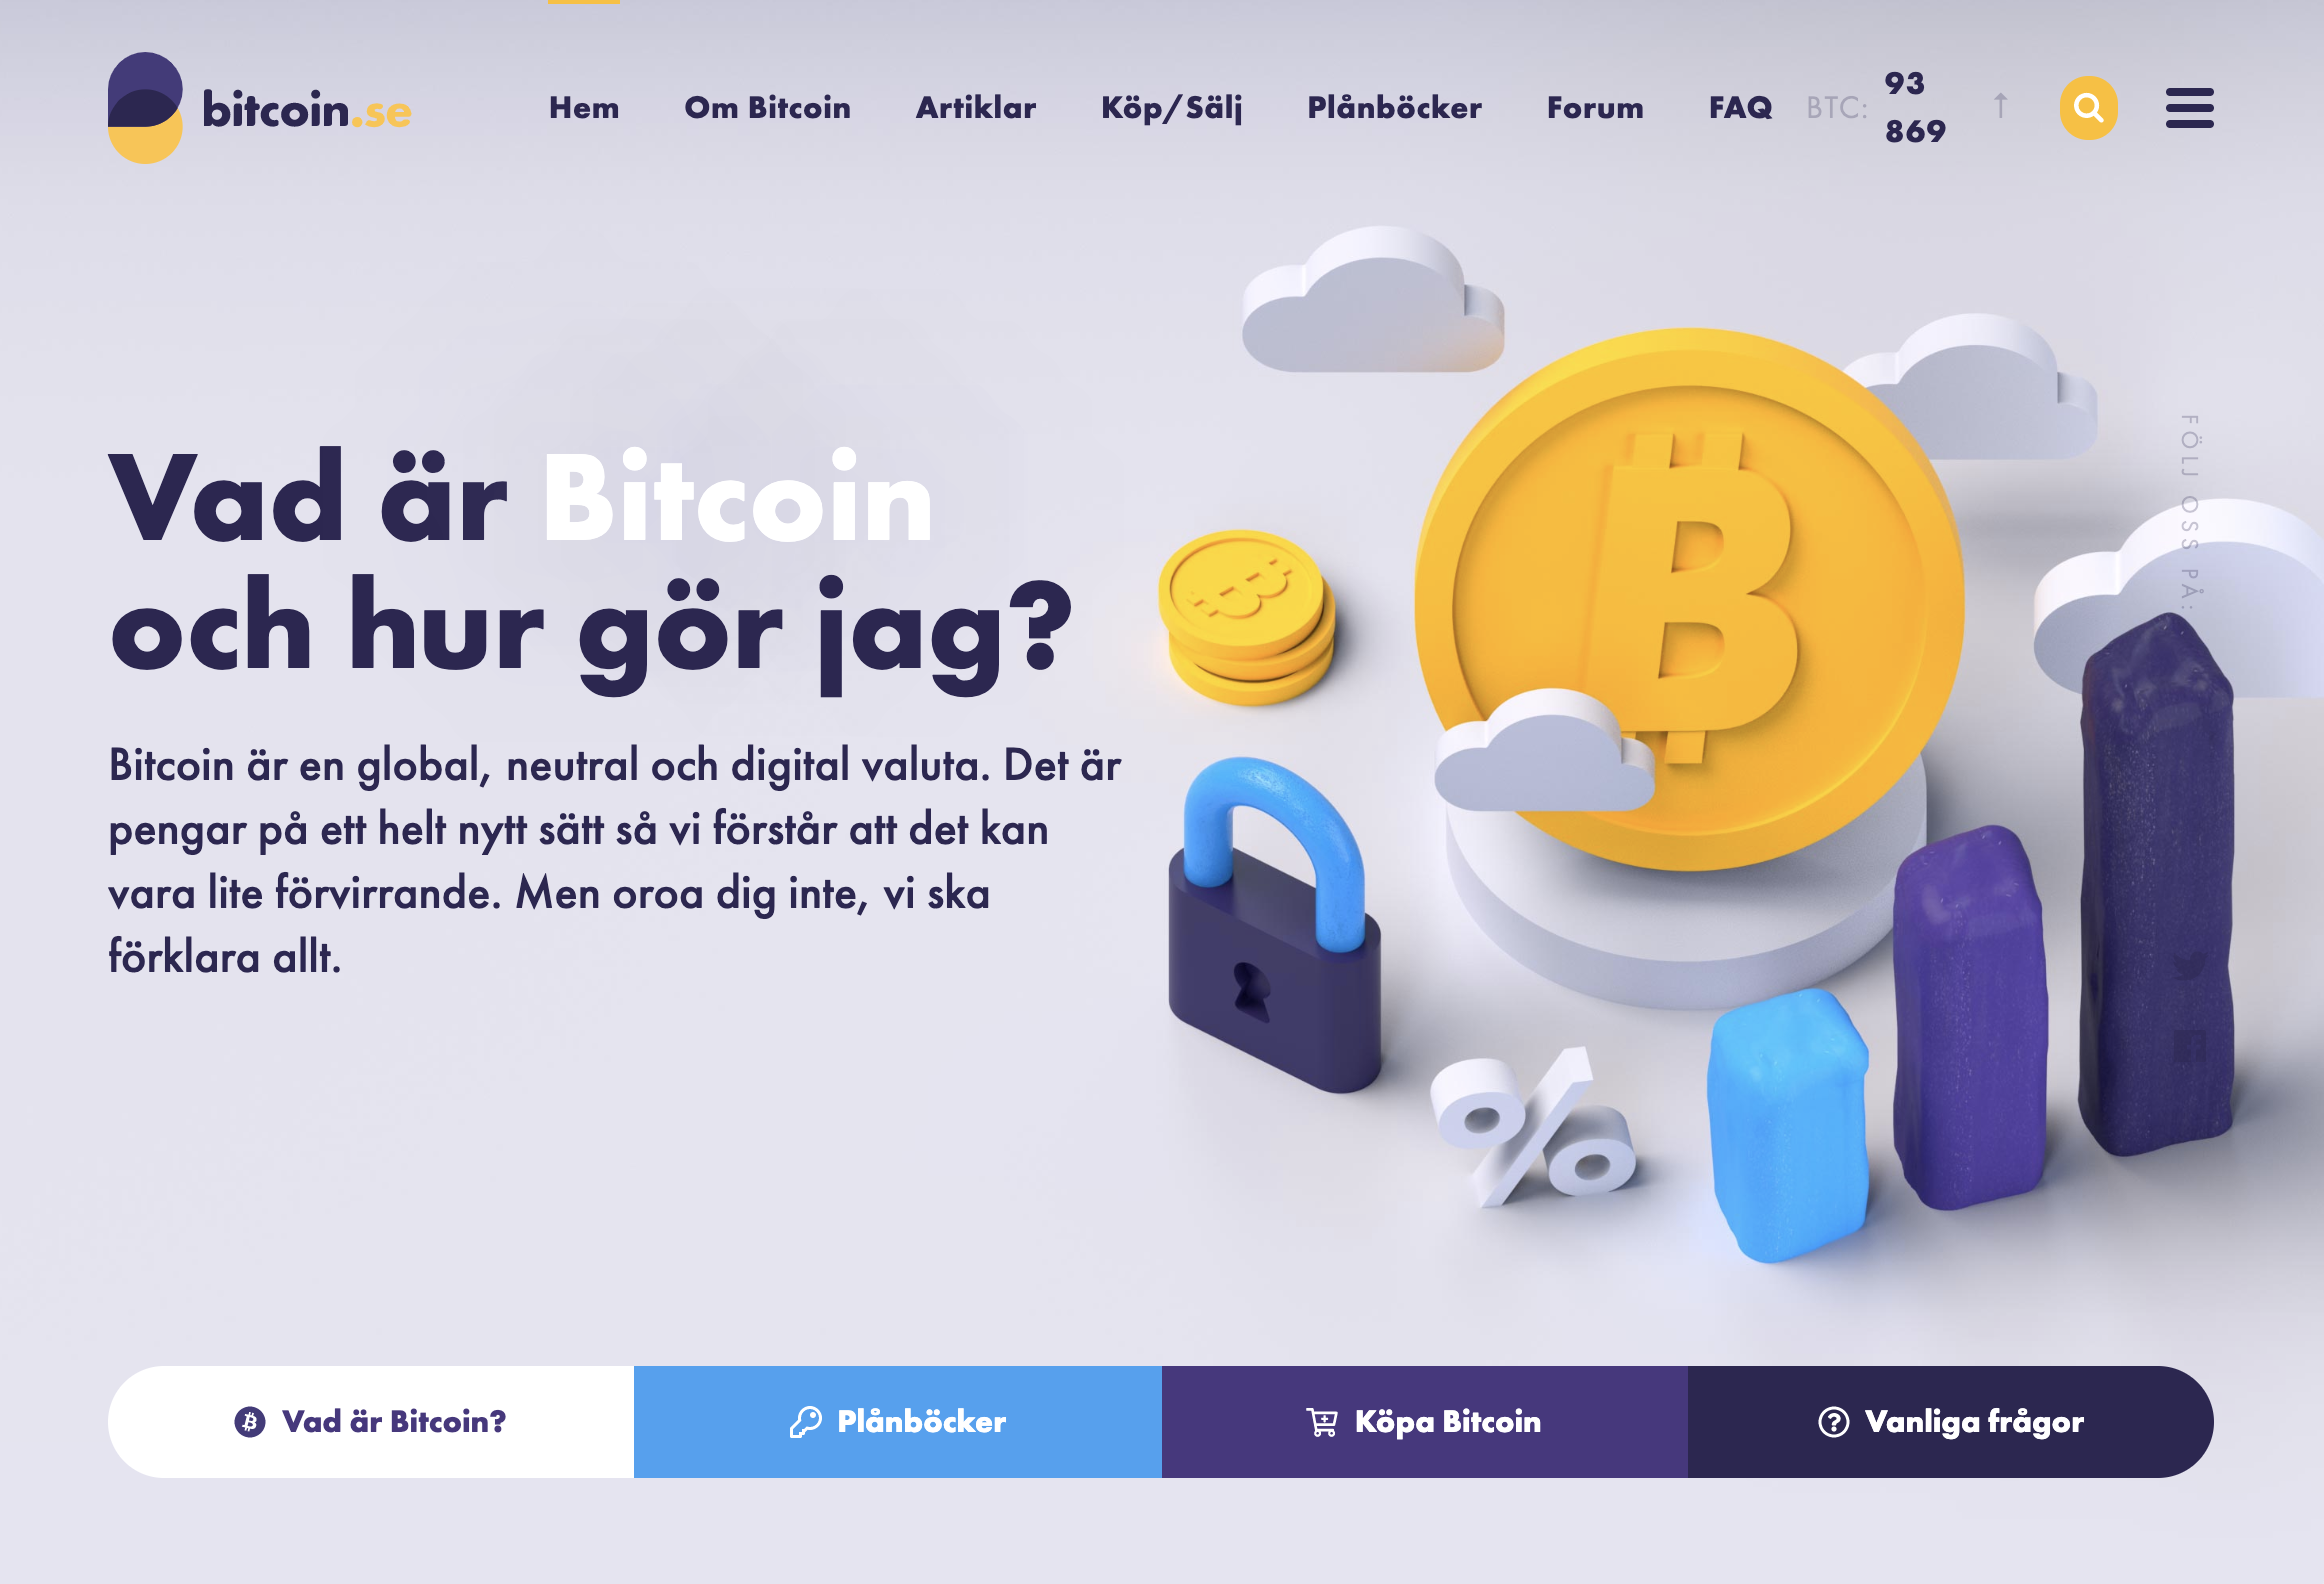 bitcoin.se
Hem
Om Bitcoin
Artiklar
Köp/Sälj
Plånböcker
Forum
FAQ
BTC:
93
869
↑
Vad är Bitcoin
och hur gör jag?
Bitcoin är en global, neutral och digital valuta. Det är
pengar på ett helt nytt sätt så vi förstår att det kan
vara lite förvirrande. Men oroa dig inte, vi ska
förklara allt.
FÖLJ OSS PÅ:
%
Vad är Bitcoin?
Plånböcker
Köpa Bitcoin
Vanliga frågor